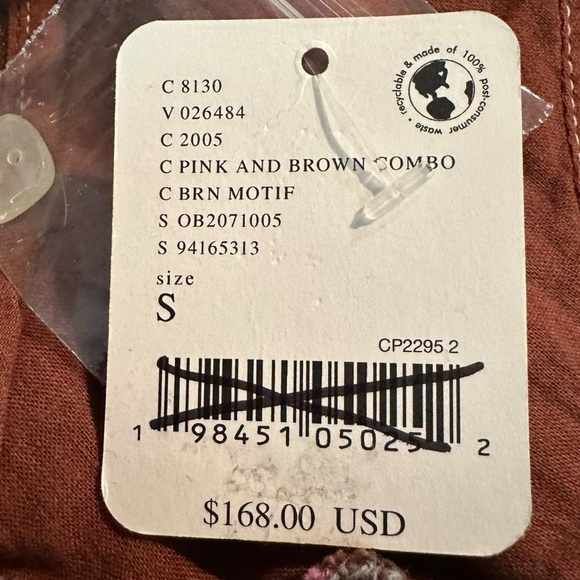 recyclable & made of 100% post-consumer waste •
C 8130
V 026484
C 2005
C PINK AND BROWN COMBO
C BRN MOTIF
S OB2071005
S 94165313
size
S
CP2295 2
1 98451 05025 2
$168.00 USD